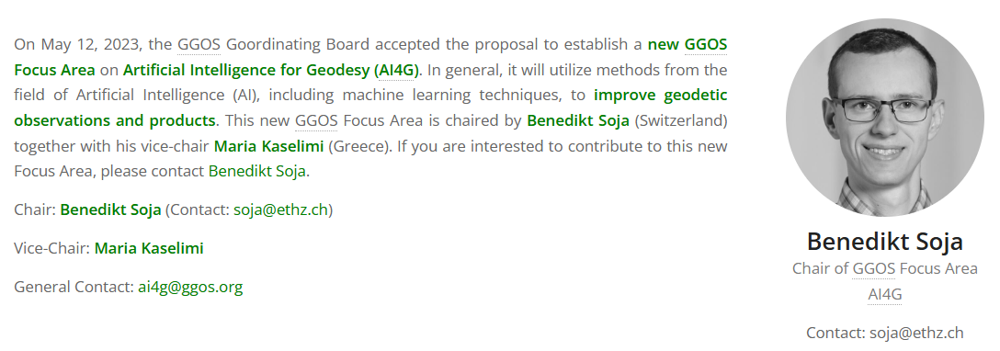 On May 12, 2023, the GGOS Goordinating Board accepted the proposal to establish a new GGOS
Focus Area on Artificial Intelligence for Geodesy (AI4G). In general, it will utilize methods from the
field of Artificial Intelligence (AI), including machine learning techniques, to improve geodetic
observations and products. This new GGOS Focus Area is chaired by Benedikt Soja (Switzerland)
together with his vice-chair Maria Kaselimi (Greece). If you are interested to contribute to this new
Focus Area, please contact Benedikt Soja.
Chair: Benedikt Soja (Contact: soja@ethz.ch)
Vice-Chair: Maria Kaselimi
General Contact: ai4g@ggos.org
Benedikt Soja
Chair of GGOS Focus Area
AI4G
Contact: soja@ethz.ch